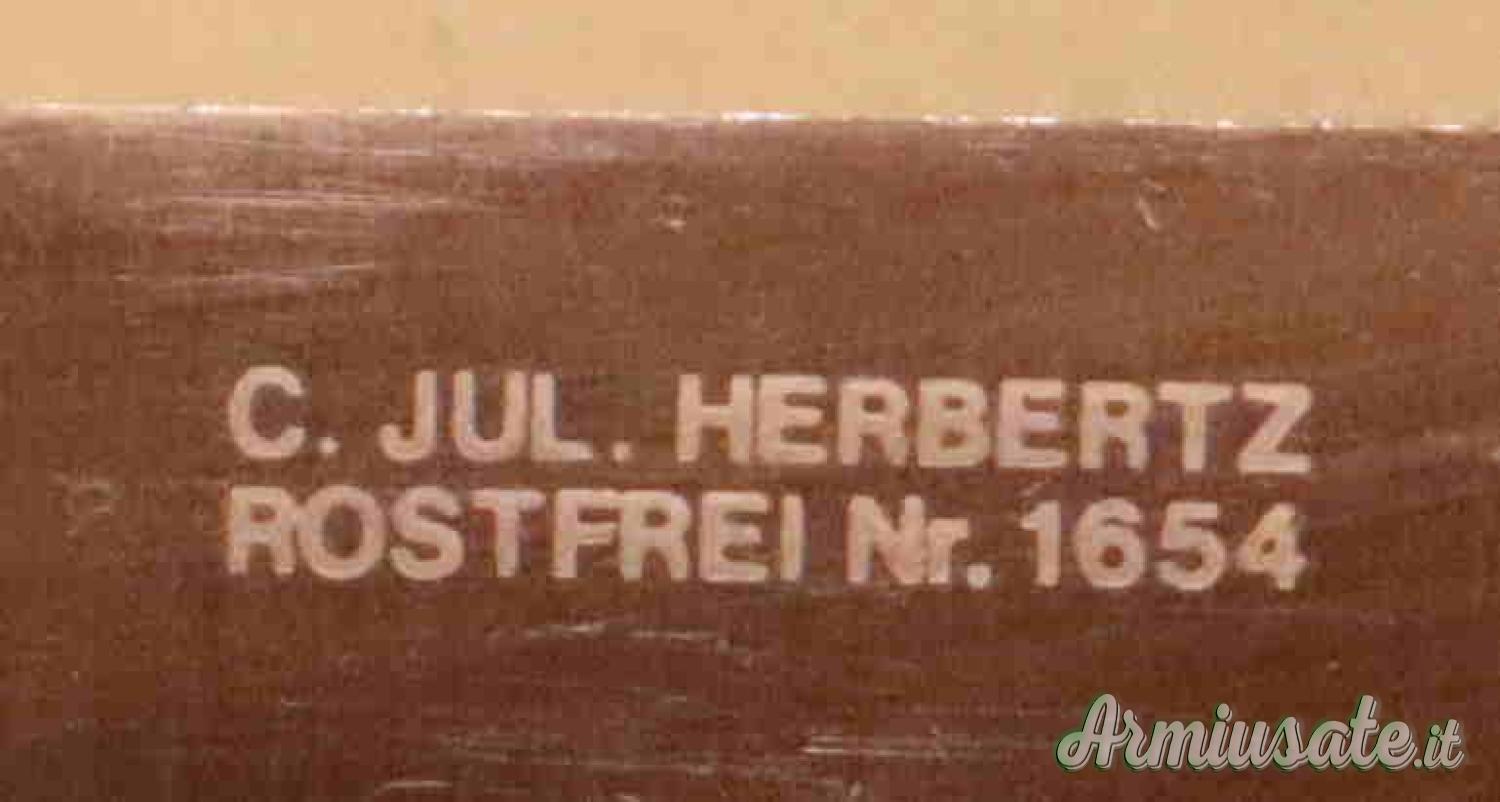 C. JUL. HERBERTZ
ROSTFREI Nr. 1654
Armiusate.it